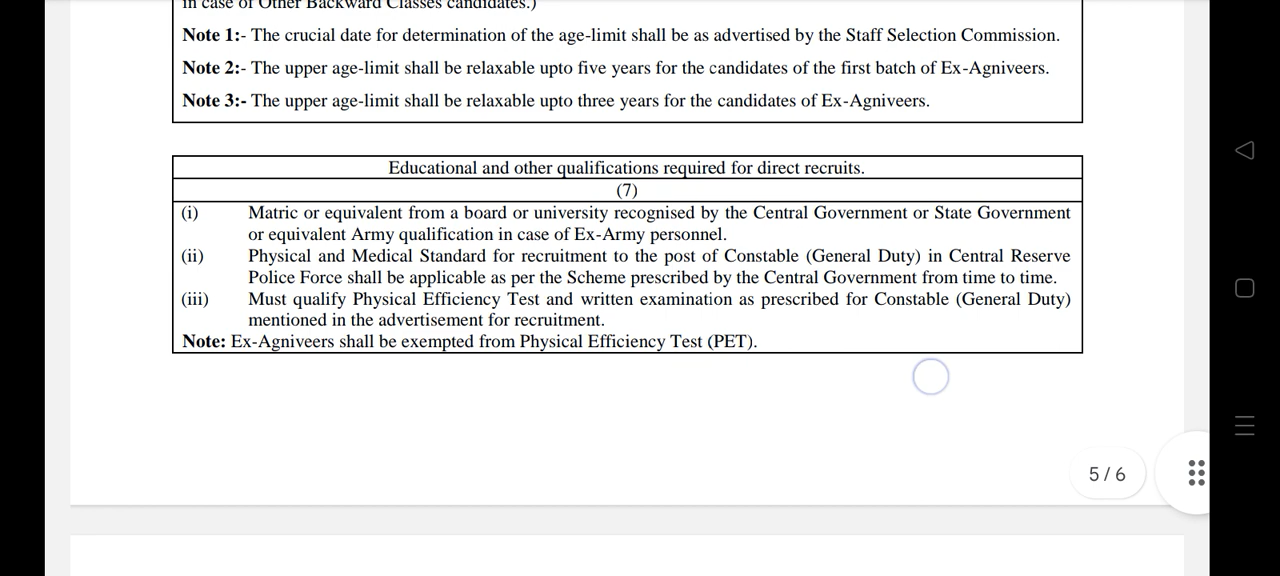 in case of Other Backward Classes candidates.)
Note 1:- The crucial date for determination of the age-limit shall be as advertised by the Staff Selection Commission.
Note 2:- The upper age-limit shall be relaxable upto five years for the candidates of the first batch of Ex-Agniveers.
Note 3:- The upper age-limit shall be relaxable upto three years for the candidates of Ex-Agniveers.
Educational and other qualifications required for direct recruits.
(7)
(i) Matric or equivalent from a board or university recognised by the Central Government or State Government
or equivalent Army qualification in case of Ex-Army personnel.
(ii) Physical and Medical Standard for recruitment to the post of Constable (General Duty) in Central Reserve
Police Force shall be applicable as per the Scheme prescribed by the Central Government from time to time.
(iii) Must qualify Physical Efficiency Test and written examination as prescribed for Constable (General Duty)
mentioned in the advertisement for recruitment.
Note: Ex-Agniveers shall be exempted from Physical Efficiency Test (PET).
5 / 6